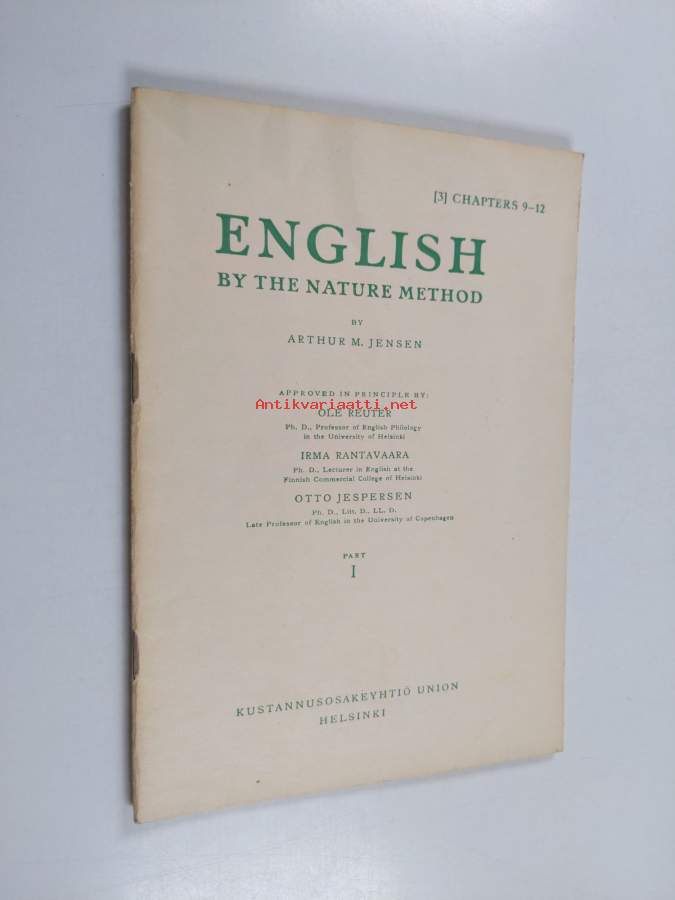 [3] CHAPTERS 9–12
ENGLISH
BY THE NATURE METHOD
BY
ARTHUR M. JENSEN
APPROVED IN PRINCIPLE BY:
Antikvariaatti.net
OLE REUTER
Ph. D., Professor of English Philology
in the University of Helsinki
IRMA RANTAVAARA
Ph. D., Lecturer in English at the
Finnish Commercial College of Helsinki
OTTO JESPERSEN
Ph. D., Litt. D., LL. D.
Late Professor of English in the University of Copenhagen
PART
I
KUSTANNUSOSAKEYHTIÖ UNION
HELSINKI